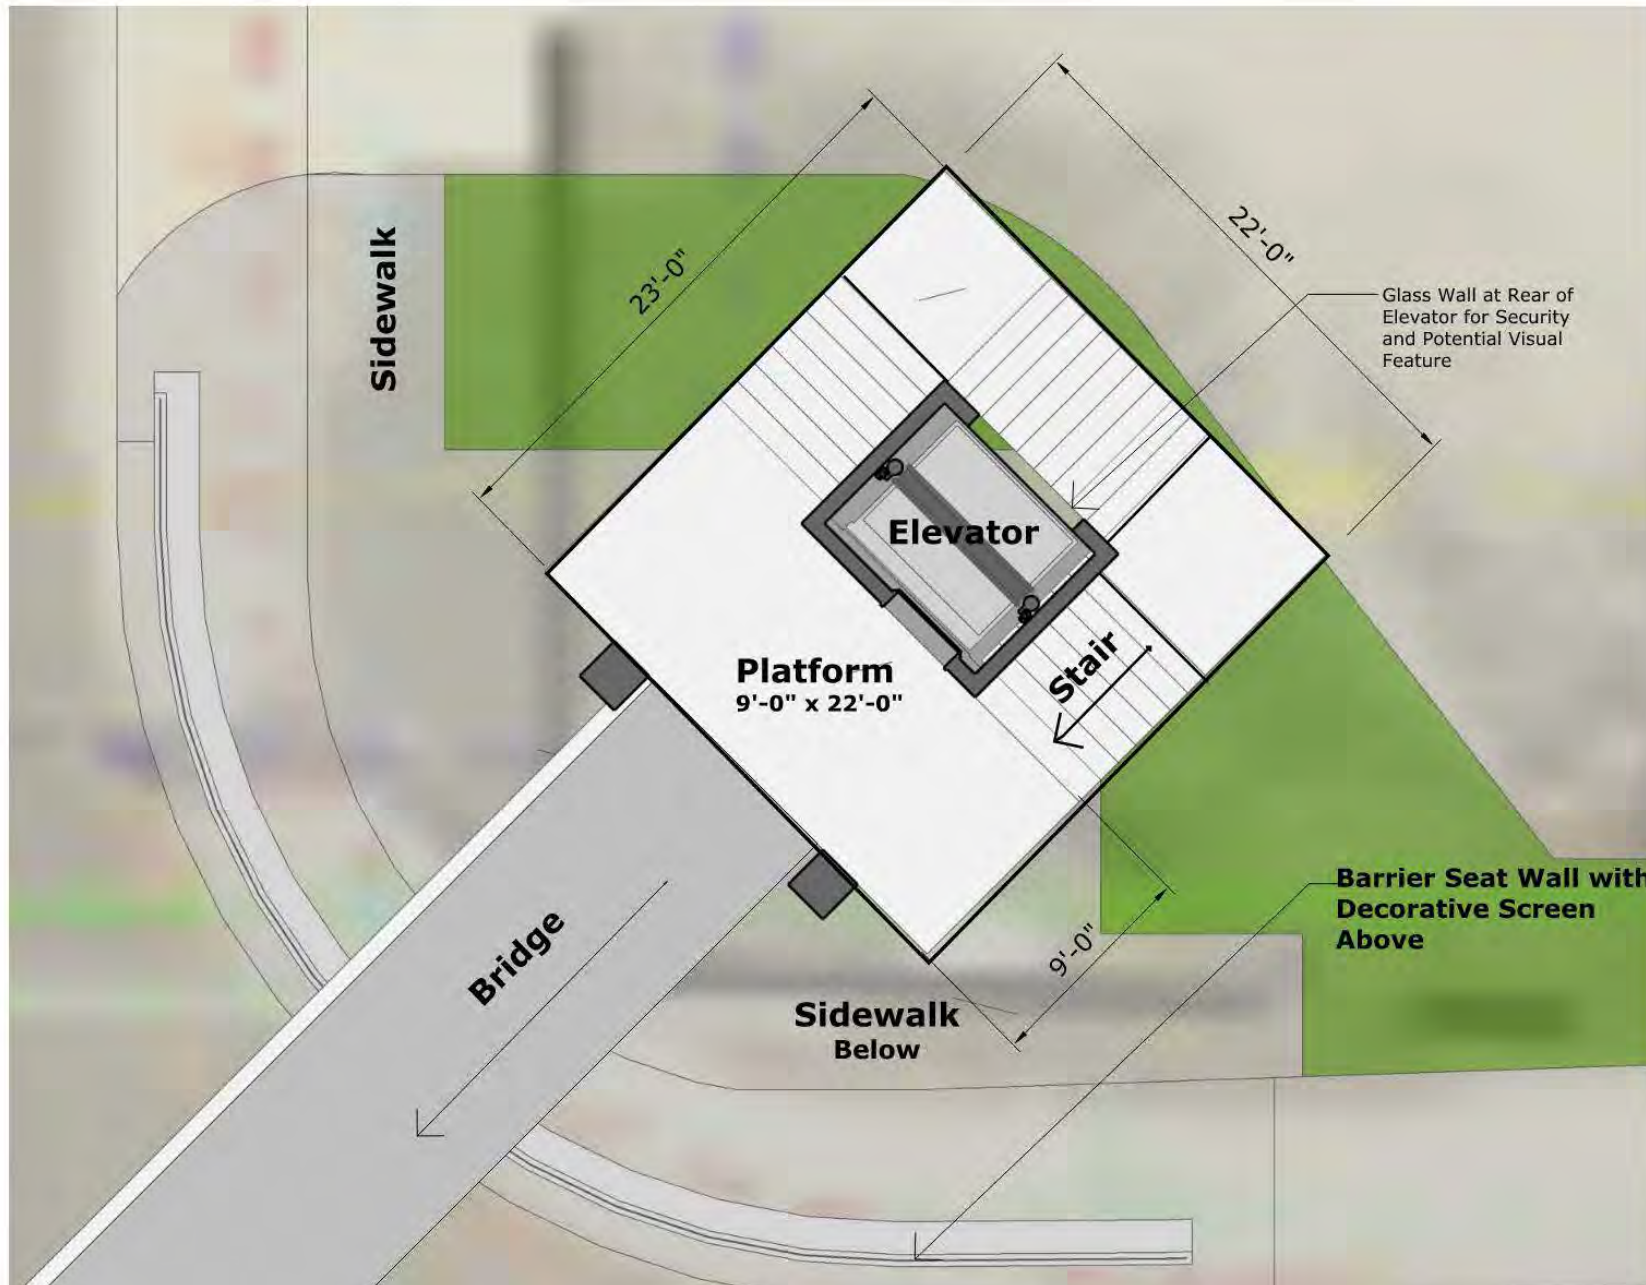 22'-0"
23'-0"
Sidewalk
Glass Wall at Rear of
Elevator for Security
and Potential Visual
Feature
Elevator
Stair
Platform
9'-0" x 22'-0"
Barrier Seat Wall with
Decorative Screen
Above
Bridge
9'-0"
Sidewalk
Below